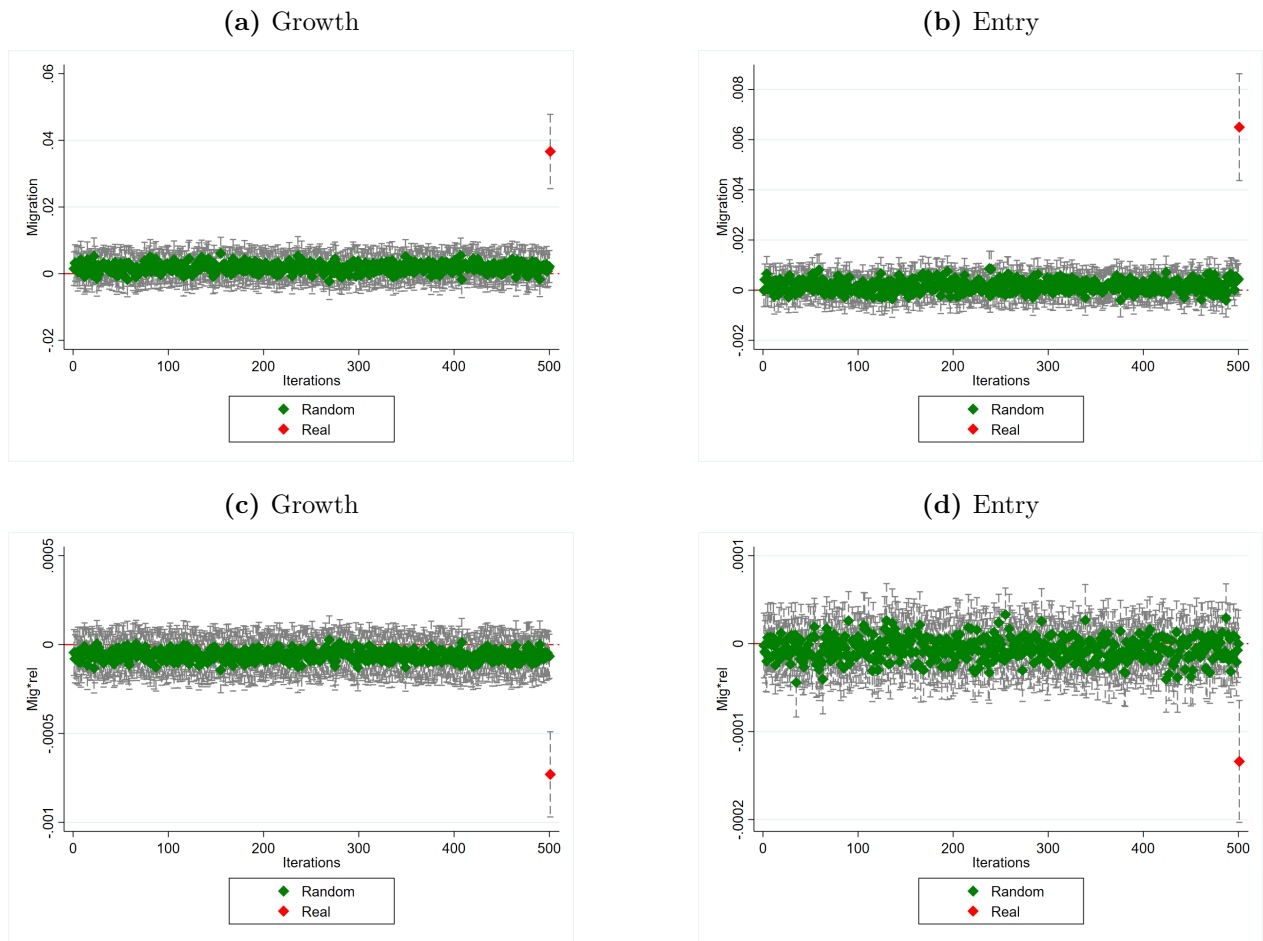 (a) Growth
.06
.04
.02
0
-.02
Migration
0 100 200 300 400 500
Iterations
Random
Real
(b) Entry
.008
.006
.004
.002
0
-.002
Migration
0 100 200 300 400 500
Iterations
Random
Real
(c) Growth
.0005
0
-.0005
-.001
Mig*rel
0 100 200 300 400 500
Iterations
Random
Real
(d) Entry
.0001
0
-.0001
-.0002
Mig*rel
0 100 200 300 400 500
Iterations
Random
Real